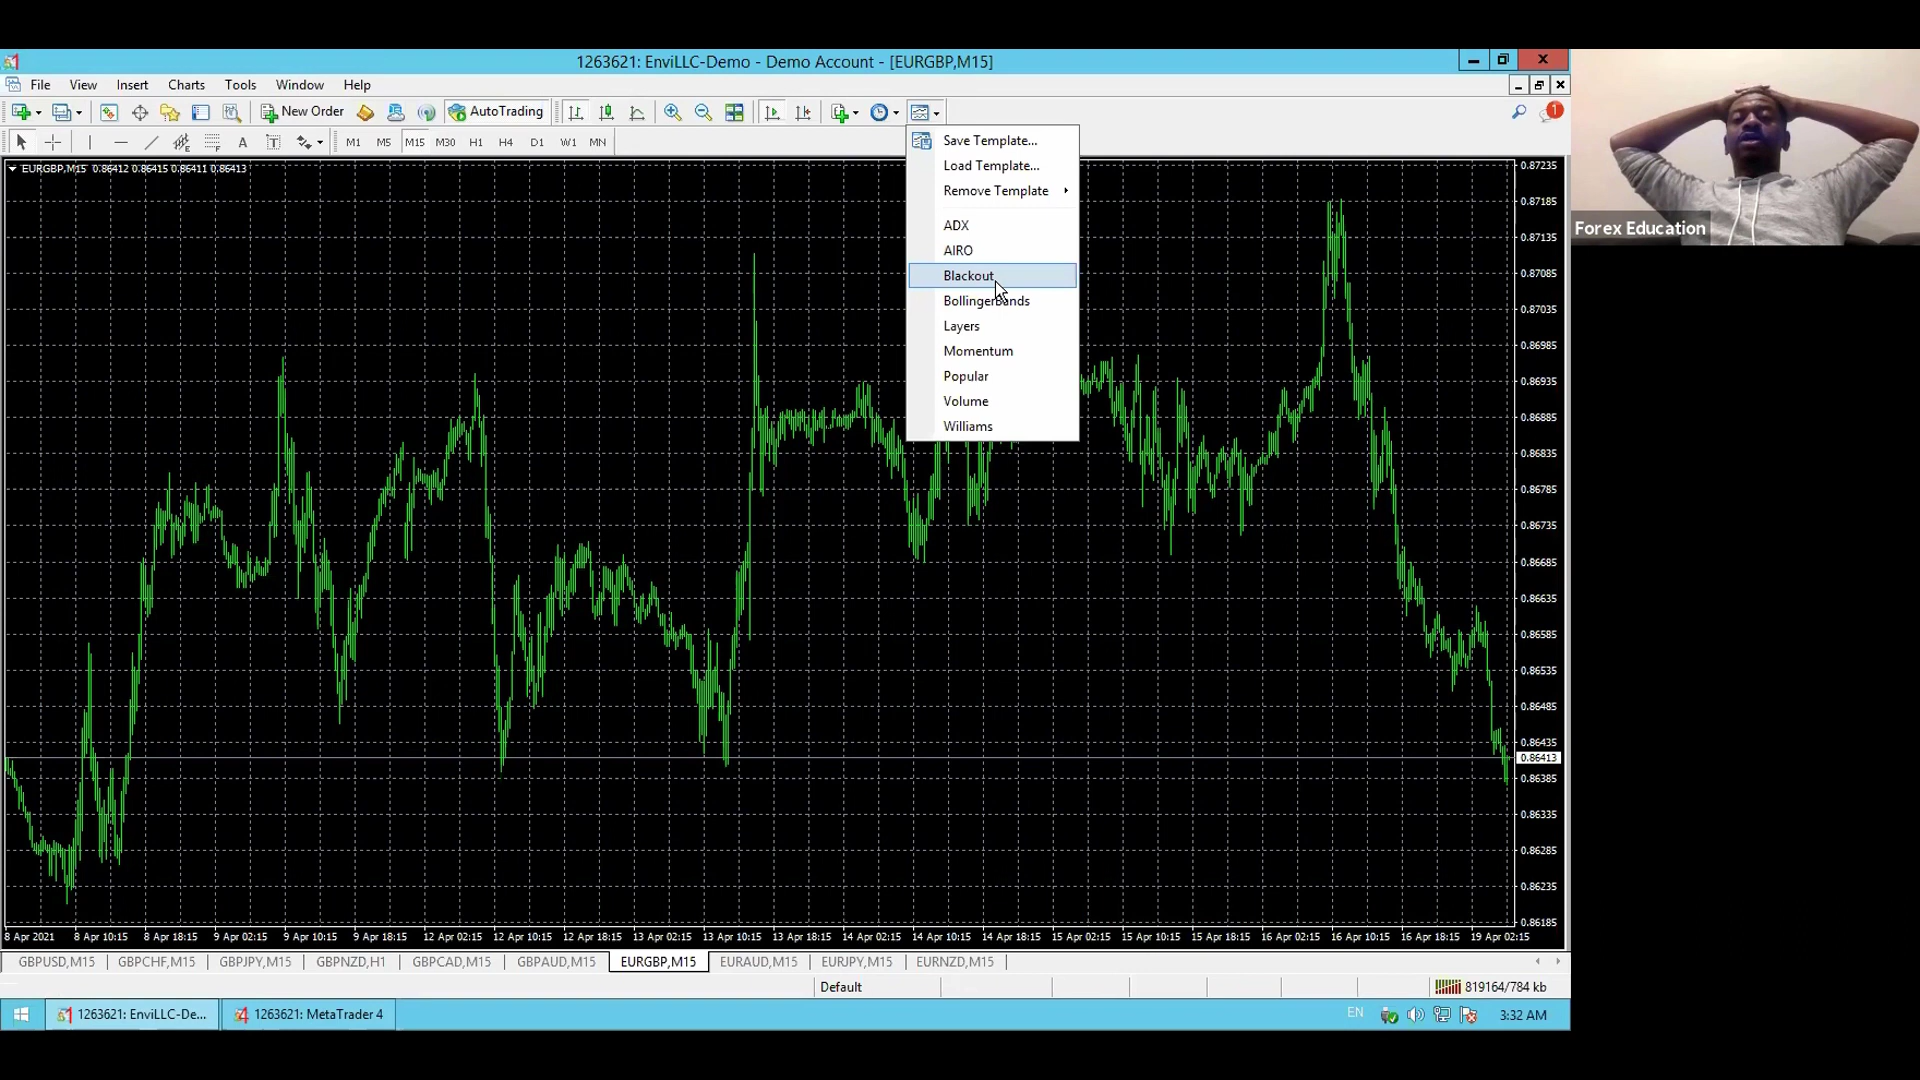 1263621: EnviLLC-Demo - Demo Account - [EURGBP,M15]
File View Insert Charts Tools Window Help
New Order AutoTrading 1
A T M1 M5 M15 M30 H1 H4 D1 W1 MN
EURGBP,M15 0.86412 0.86415 0.86411 0.86413
Save Template...
Load Template...
Remove Template
ADX
AIRO
Blackout
BollingerBands
Layers
Momentum
Popular
Volume
Williams
0.87235
0.87185
0.87135
0.87085
0.87035
0.86985
0.86935
0.86885
0.86835
0.86785
0.86735
0.86685
0.86635
0.86585
0.86535
0.86485
0.86435
0.86413
0.86385
0.86335
0.86285
0.86235
0.86185
8 Apr 2021 8 Apr 10:15 8 Apr 18:15 9 Apr 02:15 9 Apr 10:15 9 Apr 18:15 12 Apr 02:15 12 Apr 10:15 12 Apr 18:15 13 Apr 02:15 13 Apr 10:15 13 Apr 18:15 14 Apr 02:15 14 Apr 10:15 14 Apr 18:15 15 Apr 02:15 15 Apr 10:15 15 Apr 18:15 16 Apr 02:15 16 Apr 10:15 16 Apr 18:15 19 Apr 02:15
GBPUSD,M15 GBPCHF,M15 GBPJPY,M15 GBPNZD,H1 GBPCAD,M15 GBPAUD,M15 EURGBP,M15 EURAUD,M15 EURJPY,M15 EURNZD,M15
Default 819164/784 kb
1263621: EnviLLC-De... 1263621: MetaTrader 4 EN 3:32 AM
Forex Education